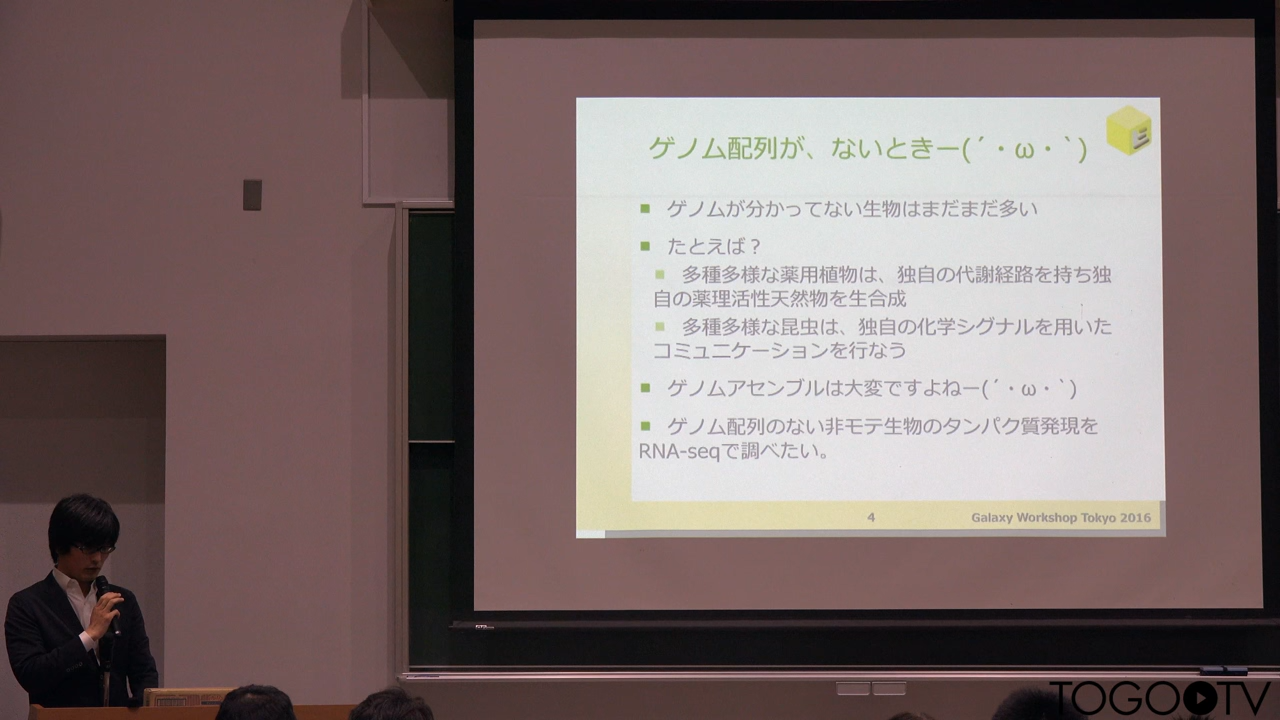 ゲノム配列が、ないときー(´・ω・`)
■ ゲノムが分かってない生物はまだまだ多い
■ たとえば？
■ 多種多様な薬用植物は、独自の代謝経路を持ち独
自の薬理活性天然物を生合成
■ 多種多様な昆虫は、独自の化学シグナルを用いた
コミュニケーションを行なう
■ ゲノムアセンブルは大変ですよねー(´・ω・`)
■ ゲノム配列のない非モテ生物のタンパク質発現を
RNA-seqで調べたい。
4 Galaxy Workshop Tokyo 2016
TOGOTV